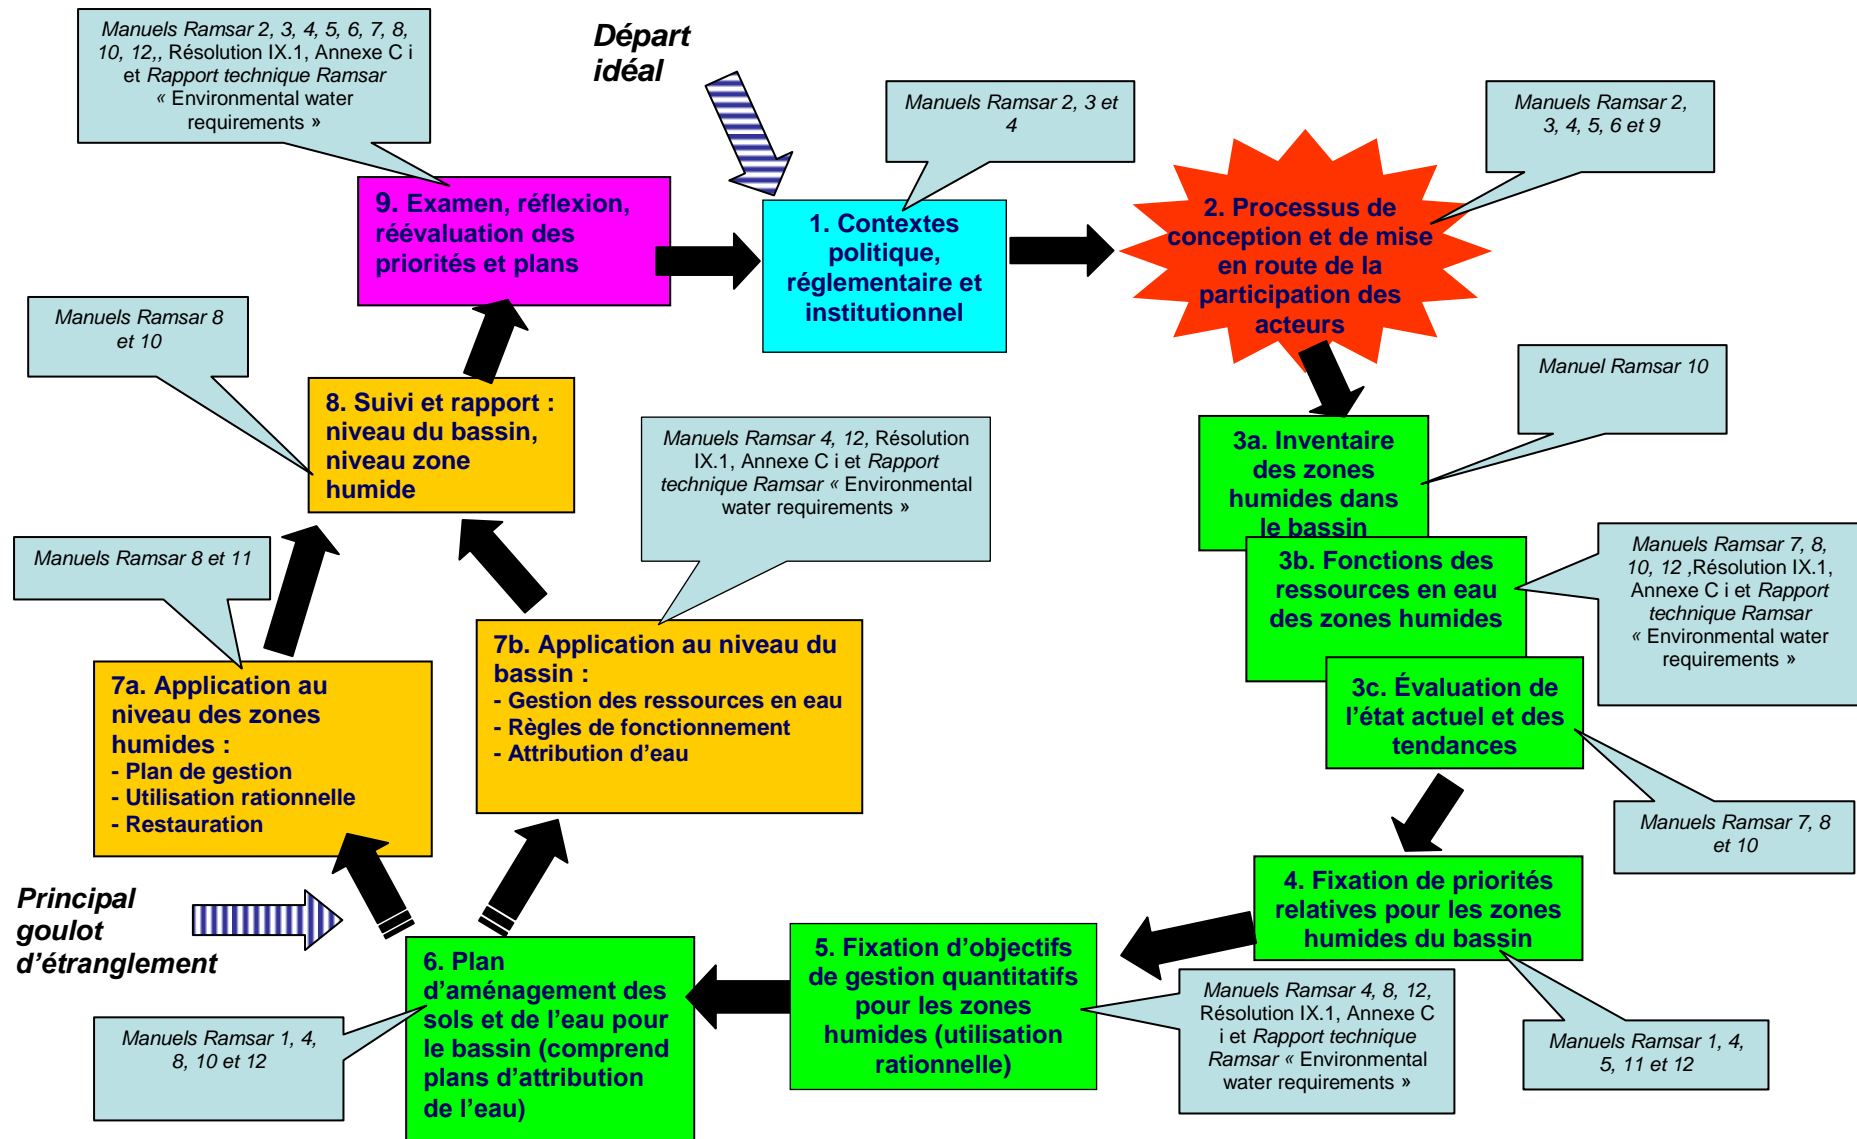 Manuels Ramsar 2, 3, 4, 5, 6, 7, 8,
10, 12,, Résolution IX.1, Annexe C i
et Rapport technique Ramsar
« Environmental water
requirements »
Départ
idéal
Manuels Ramsar 2, 3 et
4
Manuels Ramsar 2,
3, 4, 5, 6 et 9
9. Examen, réflexion,
réévaluation des
priorités et plans
1. Contextes
politique,
réglementaire et
institutionnel
2. Processus de
conception et de mise
en route de la
participation des
acteurs
Manuels Ramsar 8
et 10
8. Suivi et rapport :
niveau du bassin,
niveau zone
humide
Manuels Ramsar 4, 12, Résolution
IX.1, Annexe C i et Rapport
technique Ramsar « Environmental
water requirements »
Manuel Ramsar 10
3a. Inventaire
des zones
humides dans
le bassin
3b. Fonctions des
ressources en eau
des zones humides
Manuels Ramsar 7, 8,
10, 12 ,Résolution IX.1,
Annexe C i et Rapport
technique Ramsar
« Environmental water
requirements »
3c. Évaluation de
l’état actuel et des
tendances
Manuels Ramsar 7, 8
et 10
Manuels Ramsar 8 et 11
7a. Application au
niveau des zones
humides :
- Plan de gestion
- Utilisation rationnelle
- Restauration
7b. Application au niveau du
bassin :
- Gestion des ressources en eau
- Règles de fonctionnement
- Attribution d’eau
Principal
goulot
d’étranglement
4. Fixation de priorités
relatives pour les zones
humides du bassin
Manuels Ramsar 1, 4,
5, 11 et 12
5. Fixation d’objectifs
de gestion quantitatifs
pour les zones
humides (utilisation
rationnelle)
Manuels Ramsar 4, 8, 12,
Résolution IX.1, Annexe C
i et Rapport technique
Ramsar « Environmental
water requirements »
6. Plan
d’aménagement des
sols et de l’eau pour
le bassin (comprend
plans d’attribution
de l’eau)
Manuels Ramsar 1, 4,
8, 10 et 12